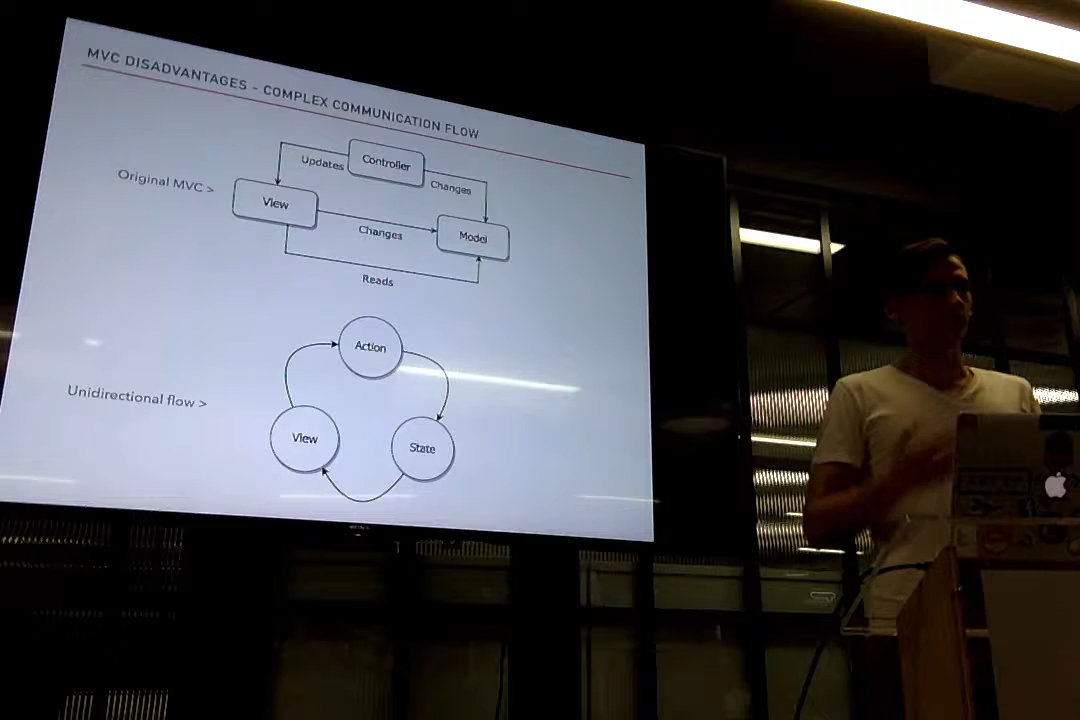 MVC DISADVANTAGES - COMPLEX COMMUNICATION FLOW
Original MVC >
Controller
Updates
Changes
View
Changes
Model
Reads
Unidirectional flow >
Action
View
State